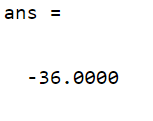 ans =
-36.0000